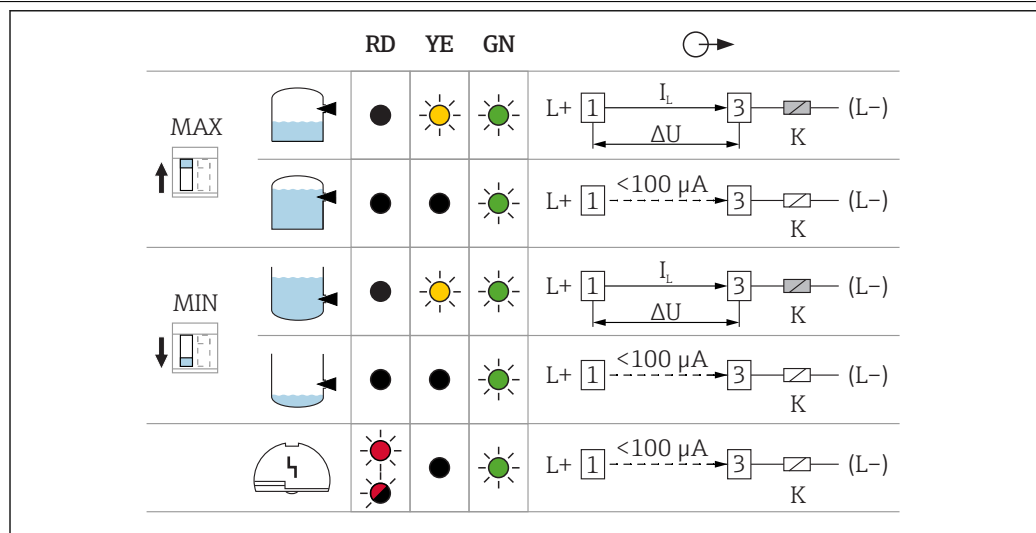 RD YE GN
MAX
L+ 1 I_L 3 (L−)
ΔU K
L+ 1 <100 µA 3 (L−)
K
MIN
L+ 1 I_L 3 (L−)
ΔU K
L+ 1 <100 µA 3 (L−)
K
L+ 1 <100 µA 3 (L−)
K